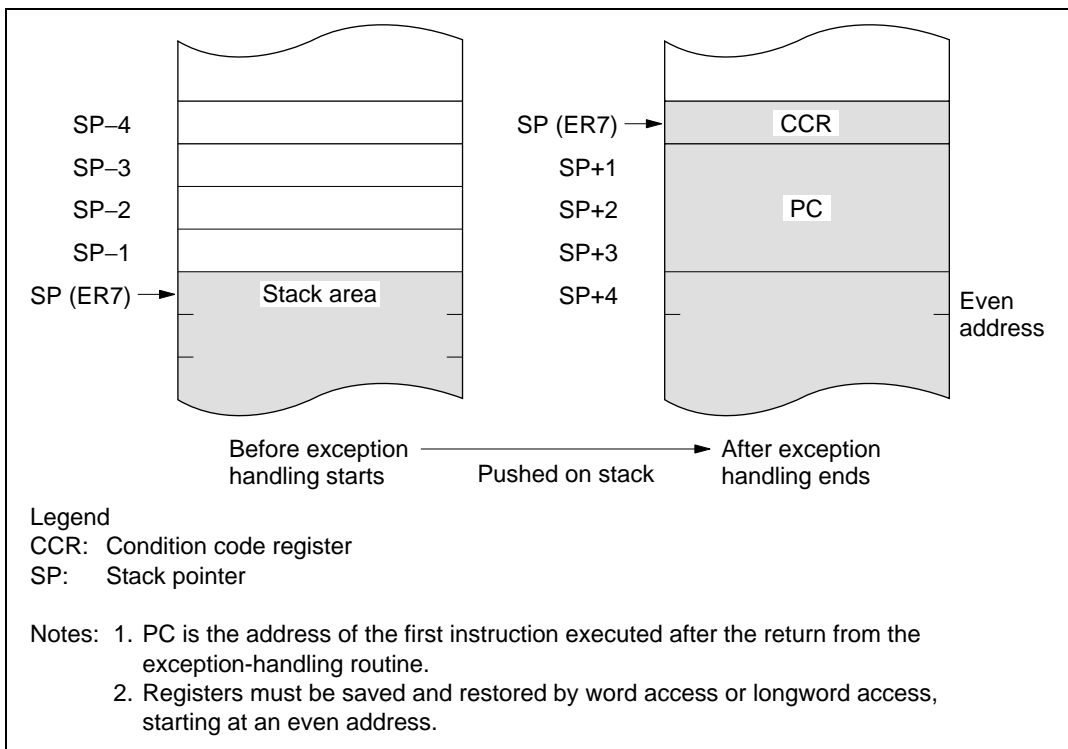 SP–4
SP–3
SP–2
SP–1
SP (ER7)
Stack area
SP (ER7)
SP+1
SP+2
SP+3
SP+4
CCR
PC
Even
address
Before exception
handling starts
Pushed on stack
After exception
handling ends
Legend
CCR: Condition code register
SP: Stack pointer
Notes: 1. PC is the address of the first instruction executed after the return from the
exception-handling routine.
2. Registers must be saved and restored by word access or longword access,
starting at an even address.